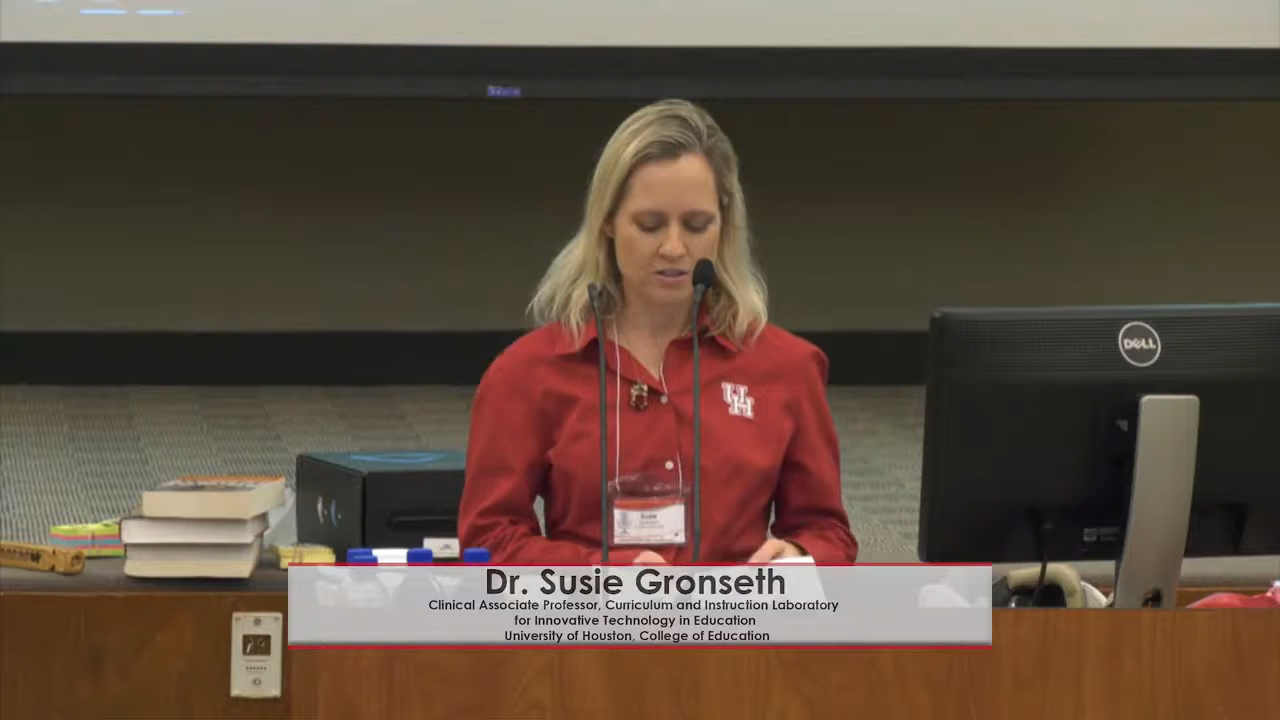 DELL
UH
Susie
Dr. Susie Gronseth
Clinical Associate Professor, Curriculum and Instruction Laboratory
for Innovative Technology in Education
University of Houston, College of Education